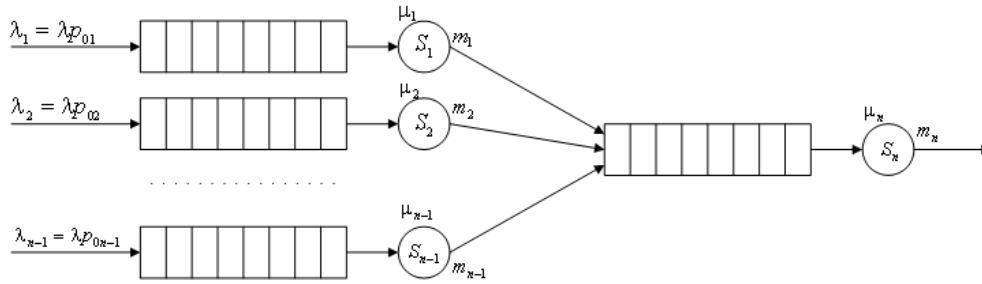 λ₁ = λp₀₁
μ₁
S₁
m₁
λ₂ = λp₀₂
μ₂
S₂
m₂
μₙ
Sₙ
mₙ
. . . . . . . . . . . . . . . .
λₙ₋₁ = λp₀ₙ₋₁
μₙ₋₁
Sₙ₋₁
mₙ₋₁